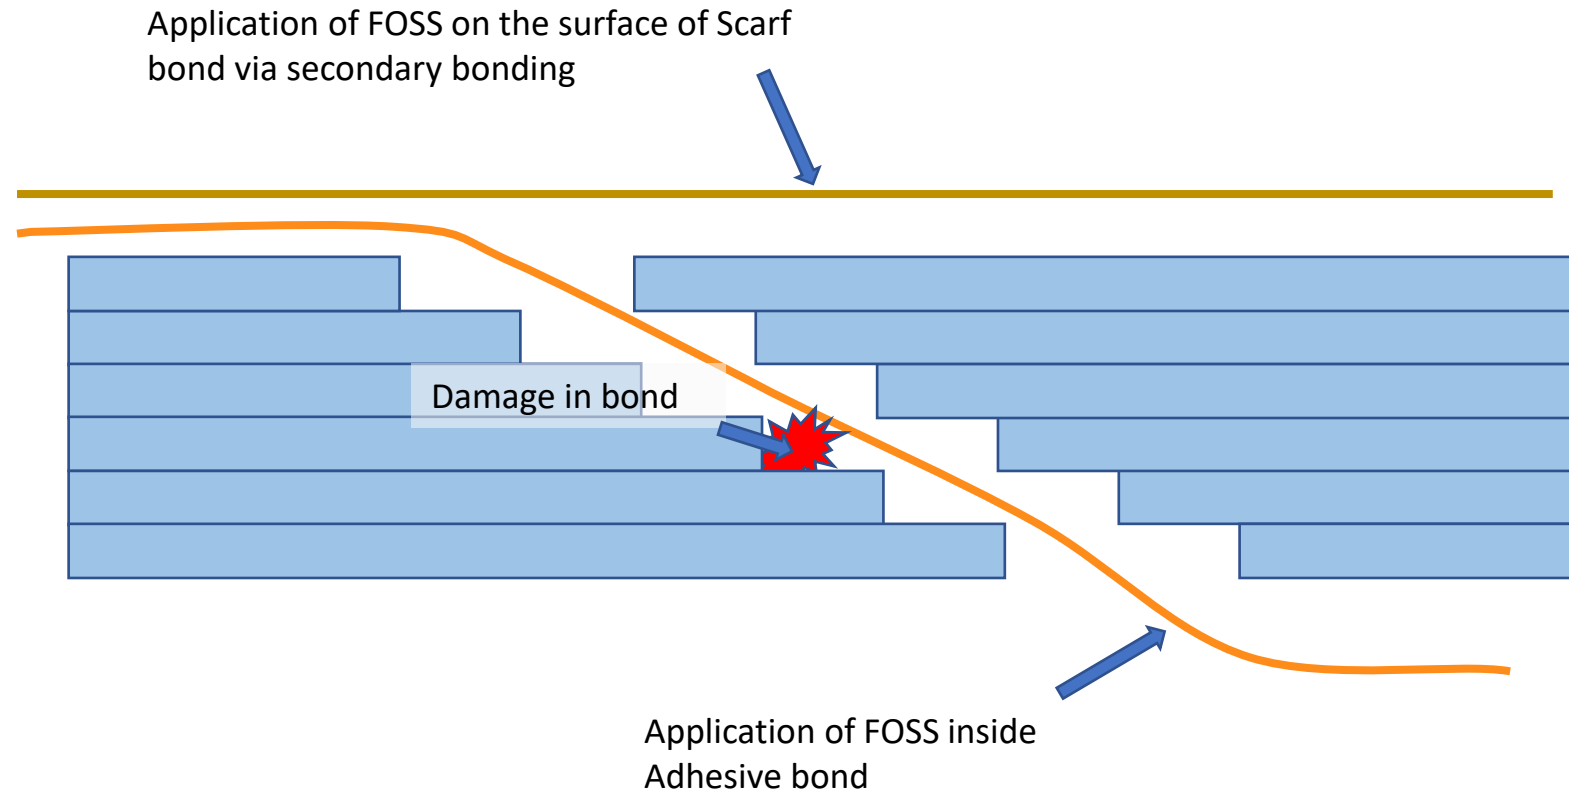 Application of FOSS on the surface of Scarf
bond via secondary bonding
Damage in bond
Application of FOSS inside
Adhesive bond